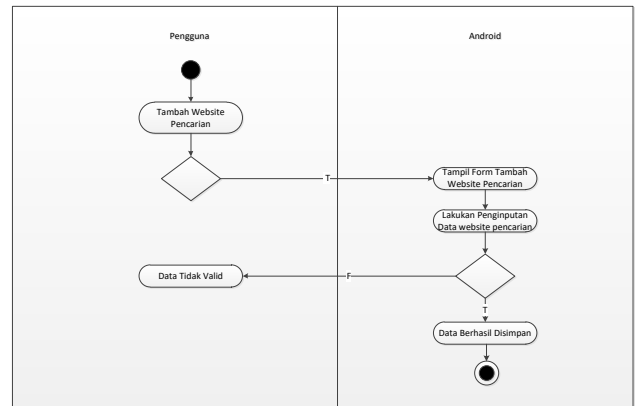 Pengguna
Android
Tambah Website
Pencarian
T
Tampil Form Tambah
Website Pencarian
Lakukan Penginputan
Data website pencarian
Data Tidak Valid
F
T
Data Berhasil Disimpan